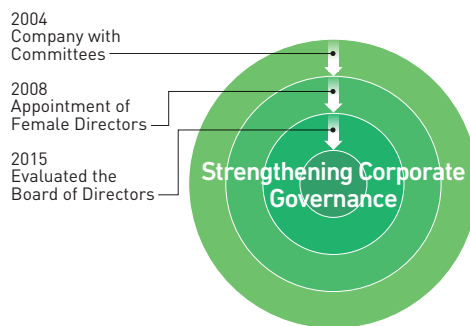 2004
Company with
Committees
2008
Appointment of
Female Directors
2015
Evaluated the
Board of Directors
Strengthening Corporate
Governance